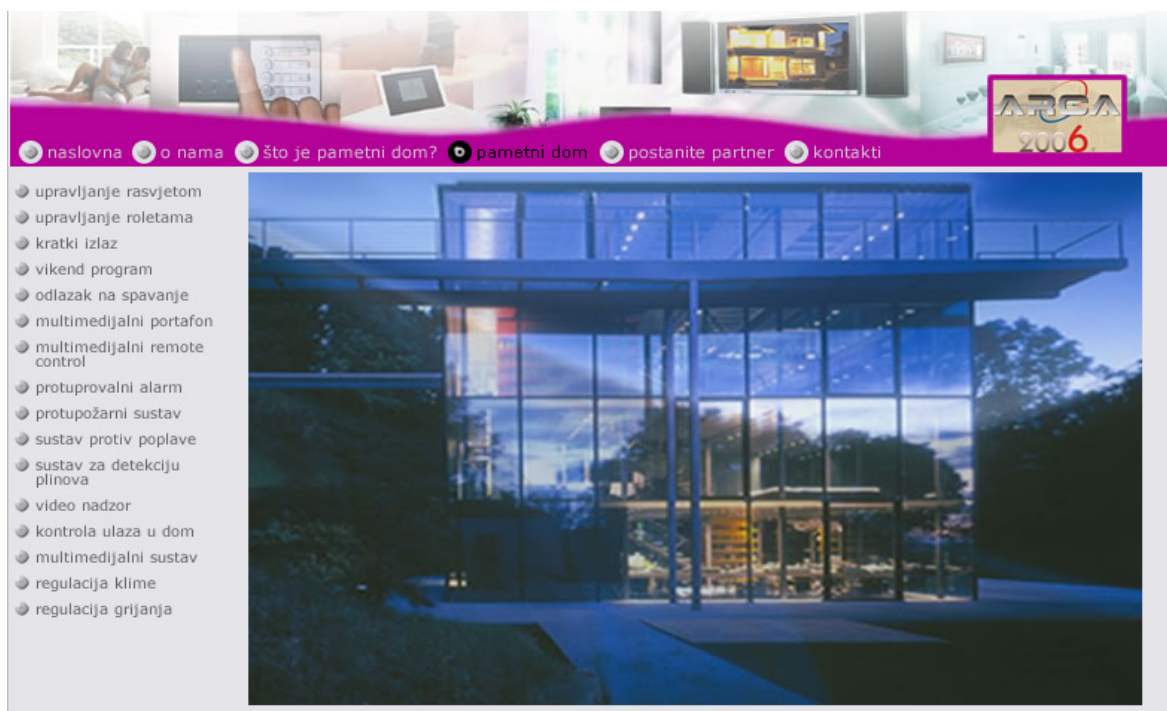 ARCA
2006.
naslovna o nama što je pametni dom? pametni dom postanite partner kontakti
upravljanje rasvjetom
upravljanje roletama
kratki izlaz
vikend program
odlazak na spavanje
multimedijalni portafon
multimedijalni remote
control
protuprovalni alarm
protupožarni sustav
sustav protiv poplave
sustav za detekciju
plinova
video nadzor
kontrola ulaza u dom
multimedijalni sustav
regulacija klime
regulacija grijanja